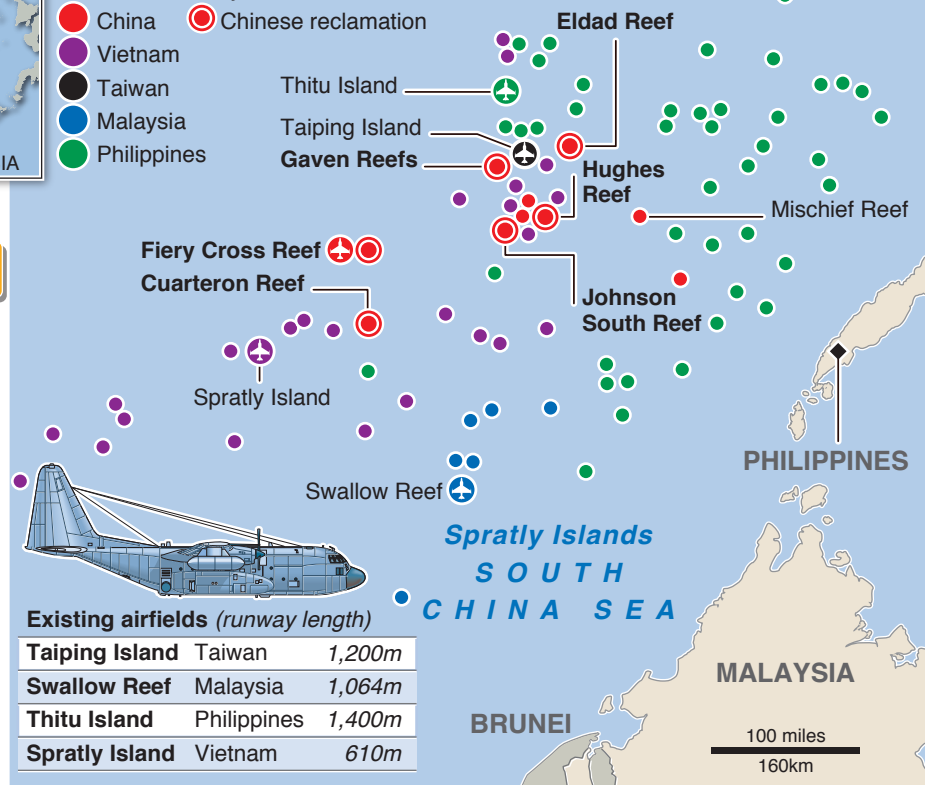 China
Chinese reclamation
Vietnam
Taiwan
Malaysia
Philippines
IA
Eldad Reef
Thitu Island
Taiping Island
Gaven Reefs
Hughes
Reef
Mischief Reef
Fiery Cross Reef
Cuarteron Reef
Johnson
South Reef
Spratly Island
PHILIPPINES
Swallow Reef
Spratly Islands
SOUTH
CHINA SEA
Existing airfields (runway length)
Taiping Island Taiwan 1,200m
Swallow Reef Malaysia 1,064m
Thitu Island Philippines 1,400m
Spratly Island Vietnam 610m
MALAYSIA
BRUNEI
100 miles
160km